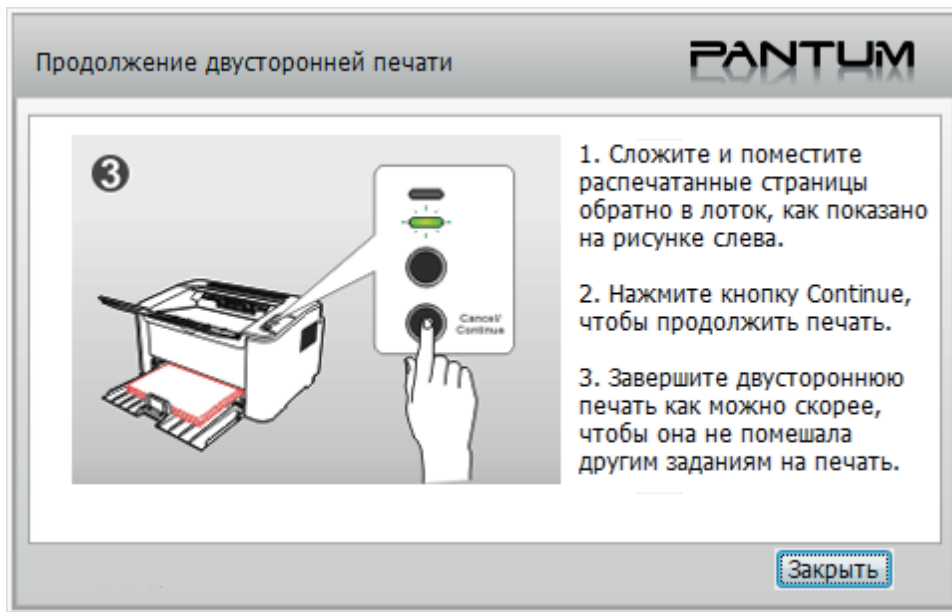 Продолжение двусторонней печати
PANTUM
3
Cancel/
Continue
1. Сложите и поместите
распечатанные страницы
обратно в лоток, как показано
на рисунке слева.
2. Нажмите кнопку Continue,
чтобы продолжить печать.
3. Завершите двустороннюю
печать как можно скорее,
чтобы она не помешала
другим заданиям на печать.
Закрыть